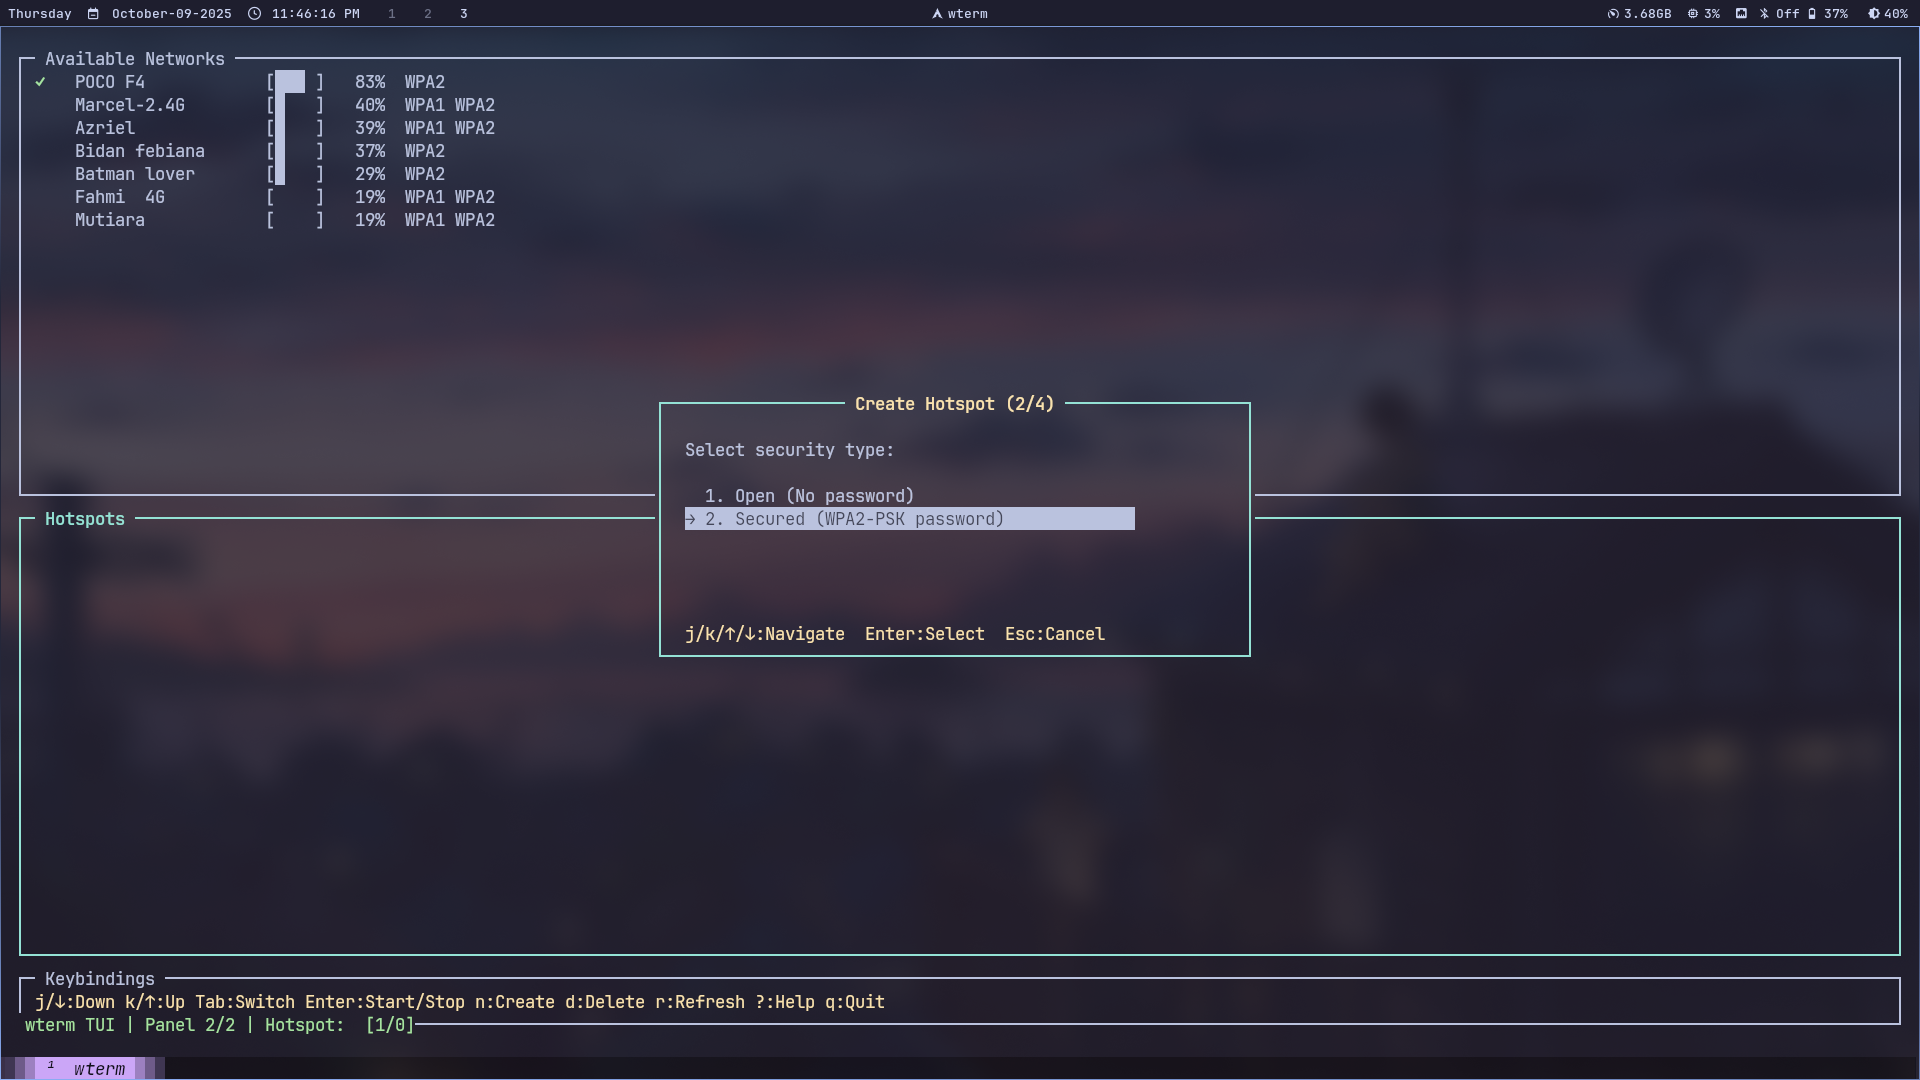 Thursday October-09-2025 11:46:16 PM 1 2 3 wterm 3.68GB 3% Off 37% 40%
Available Networks
✓ POCO F4 [ ] 83% WPA2
Marcel-2.4G [ ] 40% WPA1 WPA2
Azriel [ ] 39% WPA1 WPA2
Bidan febiana [ ] 37% WPA2
Batman lover [ ] 29% WPA2
Fahmi  4G [ ] 19% WPA1 WPA2
Mutiara [ ] 19% WPA1 WPA2
Create Hotspot (2/4)
Select security type:
1. Open (No password)
→ 2. Secured (WPA2-PSK password)
j/k/↑/↓:Navigate  Enter:Select  Esc:Cancel
Hotspots
Keybindings
j/↓:Down k/↑:Up Tab:Switch Enter:Start/Stop n:Create d:Delete r:Refresh ?:Help q:Quit
wterm TUI | Panel 2/2 | Hotspot:  [1/0]
1 wterm